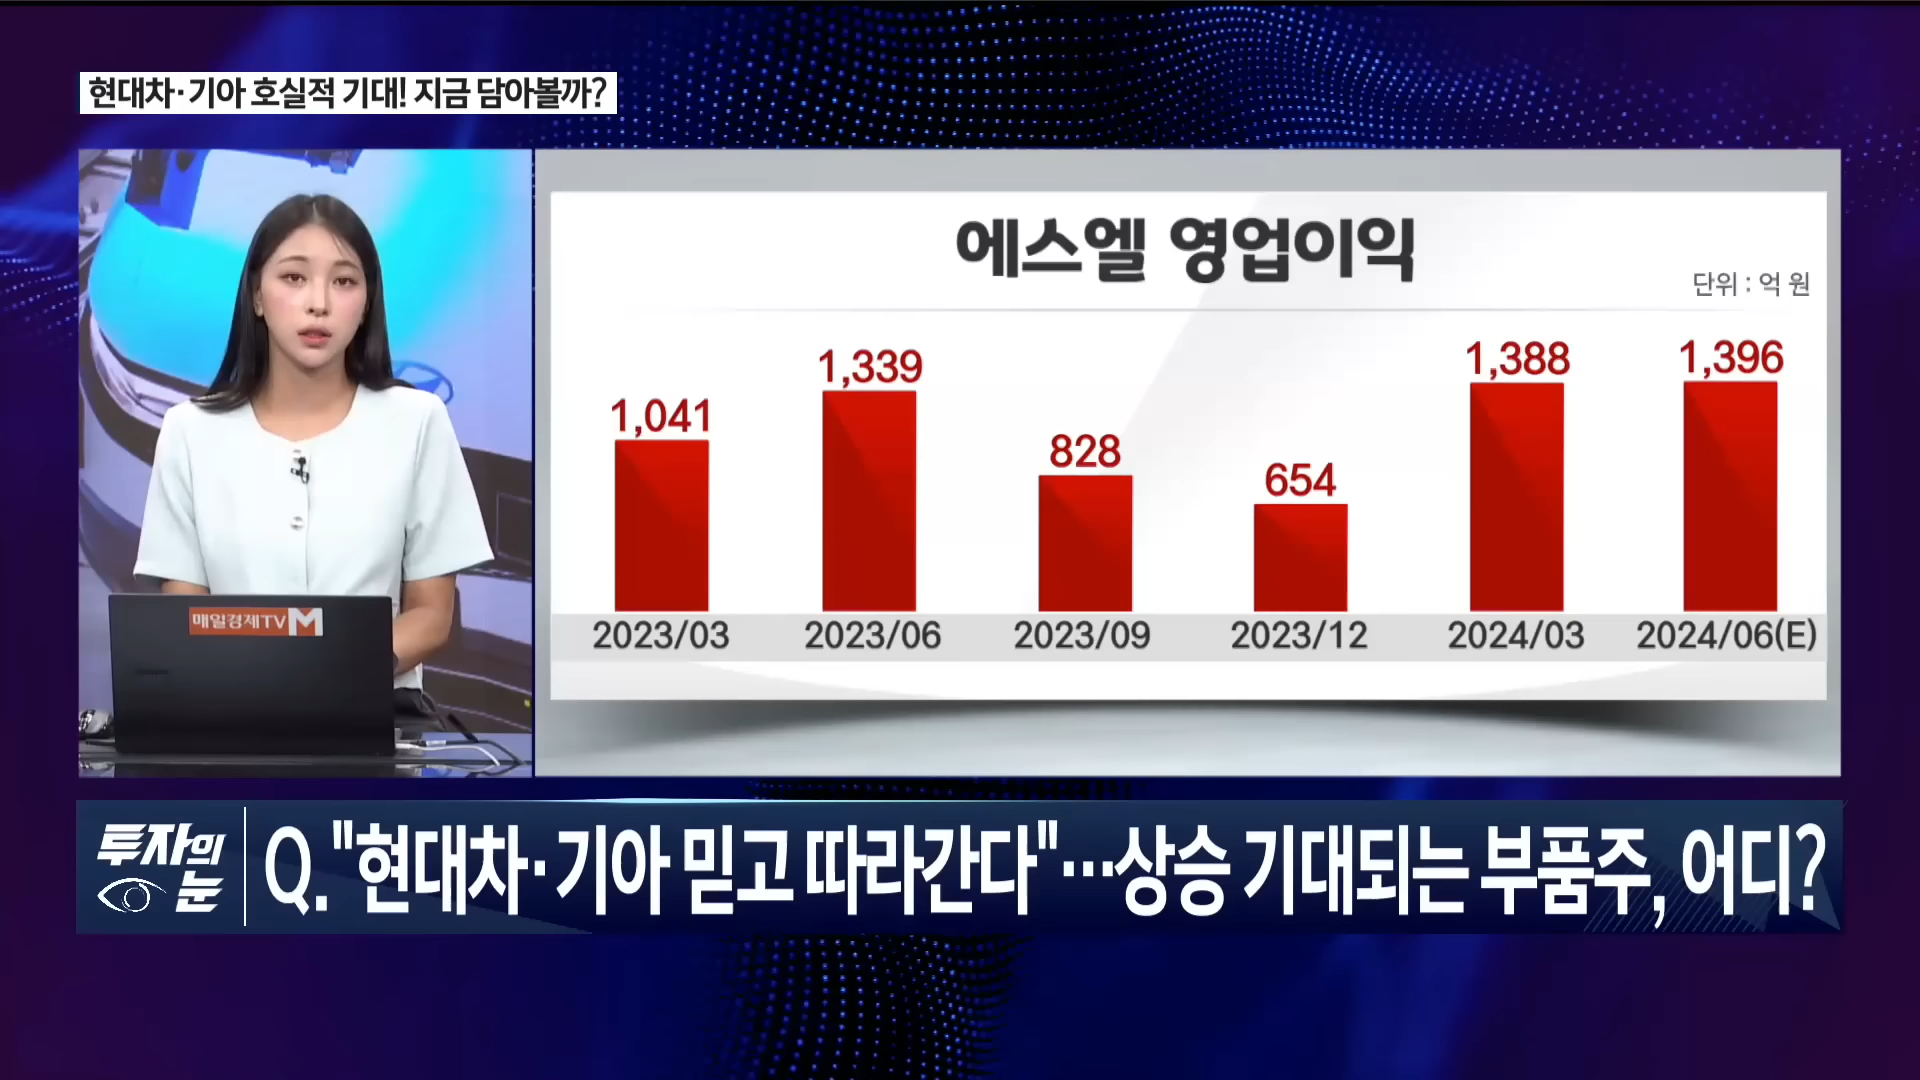 현대차·기아 호실적 기대! 지금 담아볼까?
에스엘 영업이익
단위 : 억 원
1,041
1,339
828
654
1,388
1,396
2023/03
2023/06
2023/09
2023/12
2024/03
2024/06(E)
매일경제TV M
투자의
눈
Q. "현대차·기아 믿고 따라간다"…상승 기대되는 부품주, 어디?